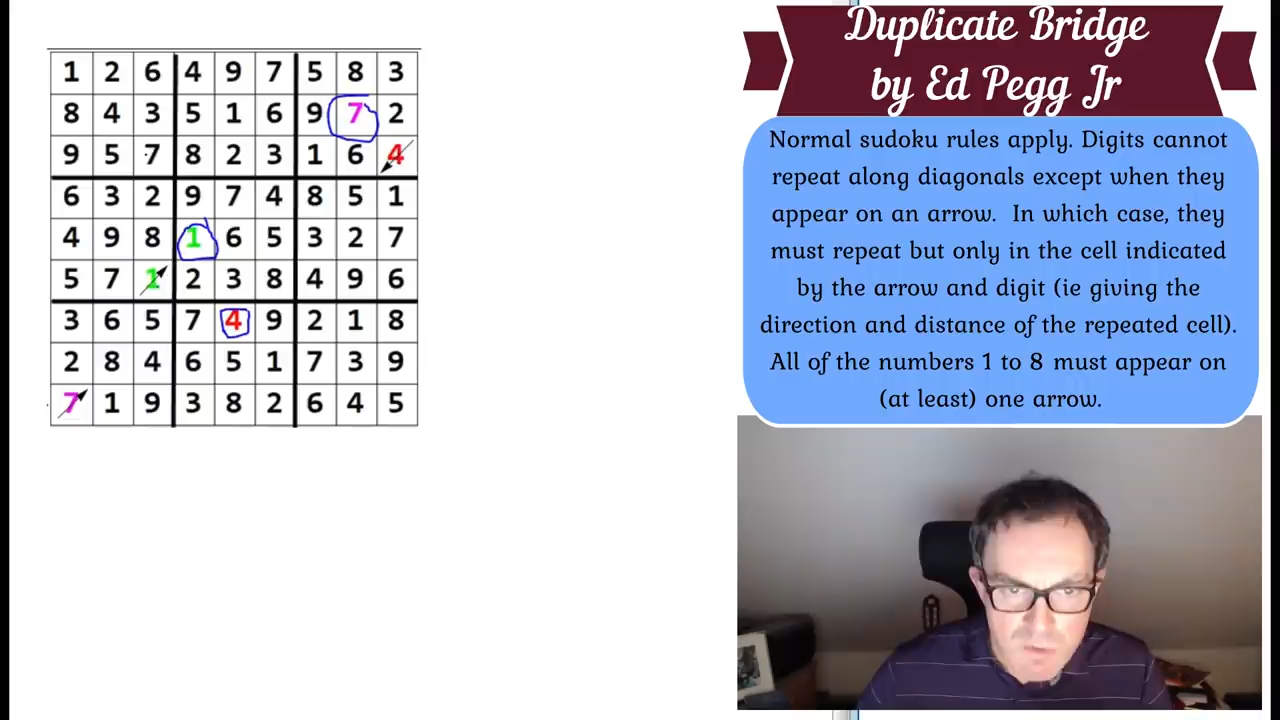 Duplicate Bridge
by Ed Pegg Jr
1 2 6 4 9 7 5 8 3
8 4 3 5 1 6 9 7 2
9 5 7 8 2 3 1 6 4
6 3 2 9 7 4 8 5 1
4 9 8 1 6 5 3 2 7
5 7 1 2 3 8 4 9 6
3 6 5 7 4 9 2 1 8
2 8 4 6 5 1 7 3 9
7 1 9 3 8 2 6 4 5
Normal sudoku rules apply. Digits cannot
repeat along diagonals except when they
appear on an arrow. In which case, they
must repeat but only in the cell indicated
by the arrow and digit (ie giving the
direction and distance of the repeated cell).
All of the numbers 1 to 8 must appear on
(at least) one arrow.